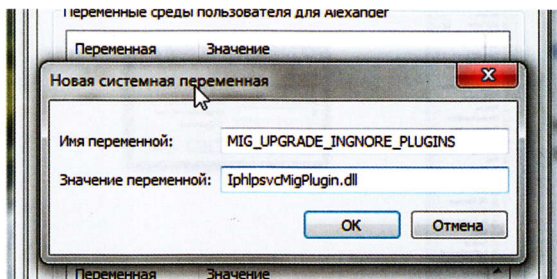 Переменные среды пользователя для Alexander
Переменная Значение
Новая системная переменная
Имя переменной: MIG_UPGRADE_INGNORE_PLUGINS
Значение переменной: IphlpsvcMigPlugin.dll
OK Отмена
Переменная Значение